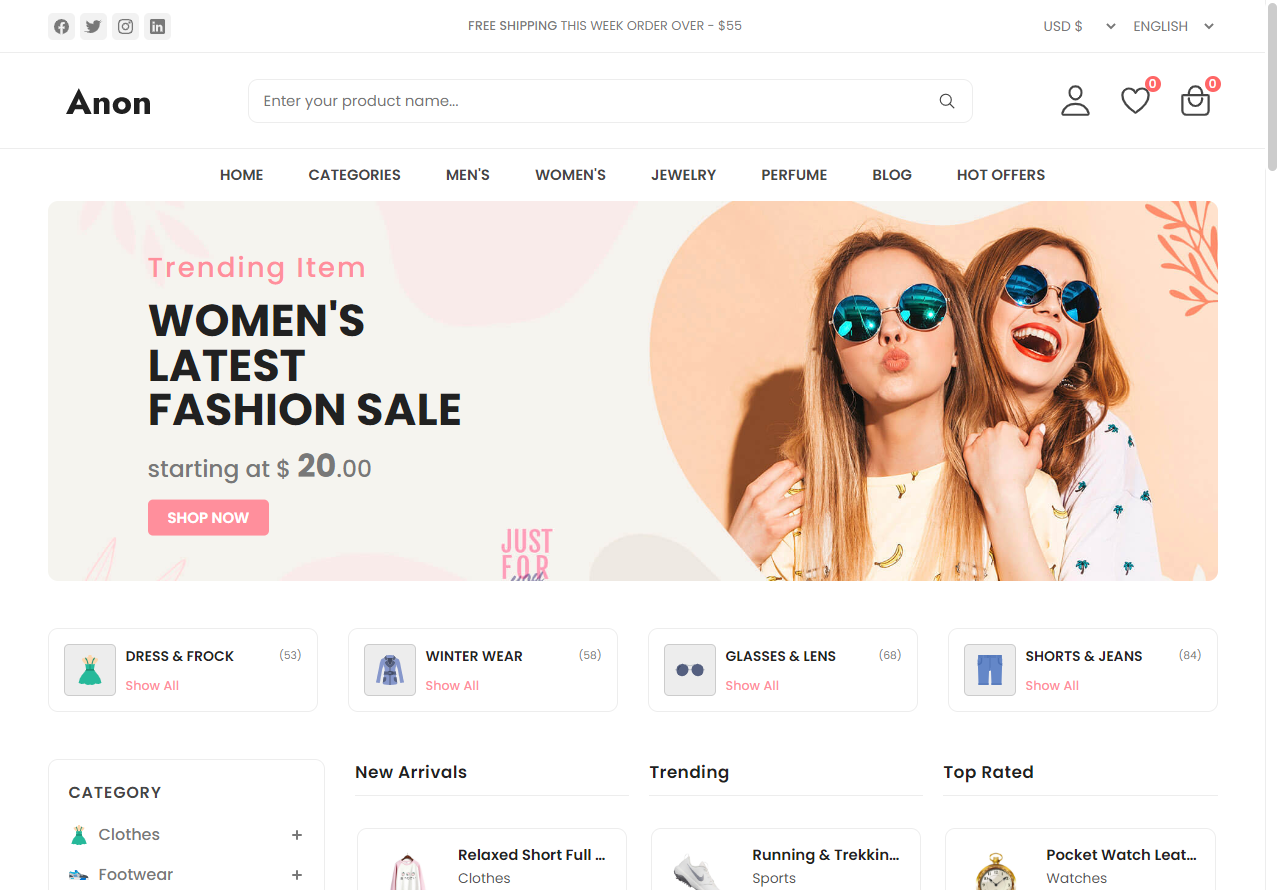 FREE SHIPPING THIS WEEK ORDER OVER - $55
USD $
ENGLISH
Anon
Enter your product name...
0
0
HOME
CATEGORIES
MEN'S
WOMEN'S
JEWELRY
PERFUME
BLOG
HOT OFFERS
Trending Item
WOMEN'S
LATEST
FASHION SALE
starting at $ 20.00
SHOP NOW
JUST
FOR
you
DRESS & FROCK
(53)
Show All
WINTER WEAR
(58)
Show All
GLASSES & LENS
(68)
Show All
SHORTS & JEANS
(84)
Show All
CATEGORY
Clothes
+
Footwear
+
New Arrivals
Relaxed Short Full ...
Clothes
Trending
Running & Trekkin...
Sports
Top Rated
Pocket Watch Leat...
Watches